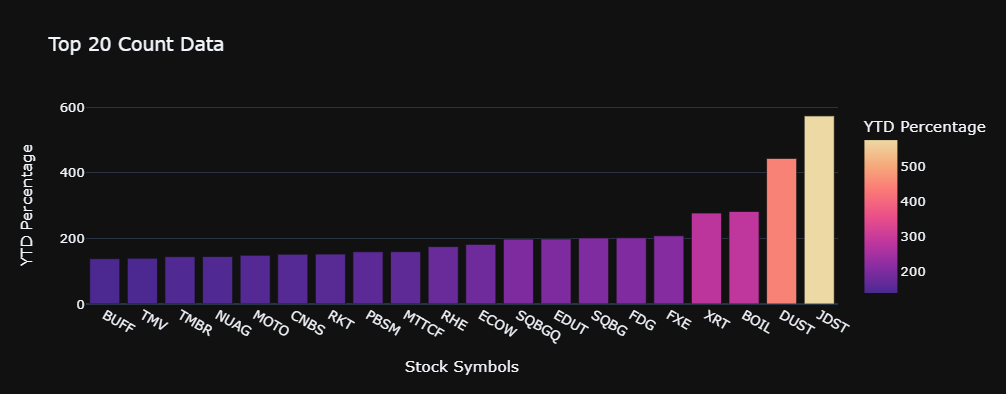 Top 20 Count Data
YTD Percentage
600
400
200
0
BUFF
TMV
TMBR
NUAG
MOTO
CNBS
RKT
PBSM
MTTCF
RHE
ECOW
SQBGQ
EDUT
SQBG
FDG
FXE
XRT
BOIL
DUST
JDST
Stock Symbols
YTD Percentage
500
400
300
200